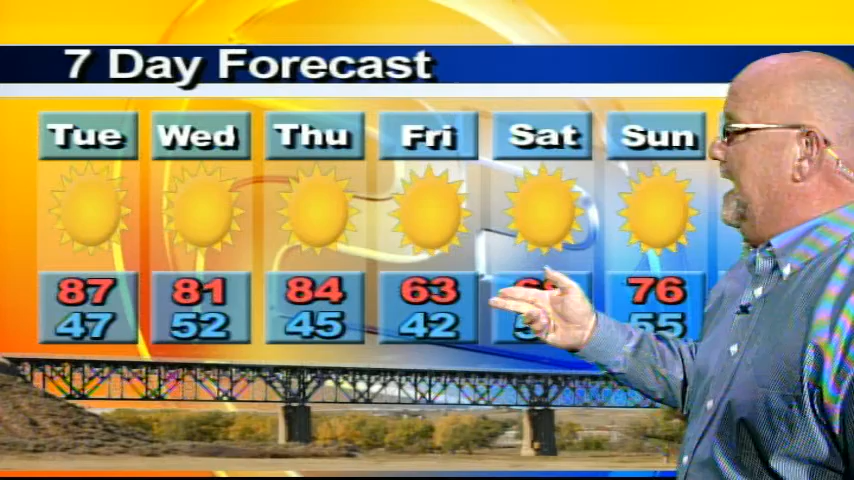 7 Day Forecast
Tue Wed Thu Fri Sat Sun
87 81 84 63 76
47 52 45 42 55